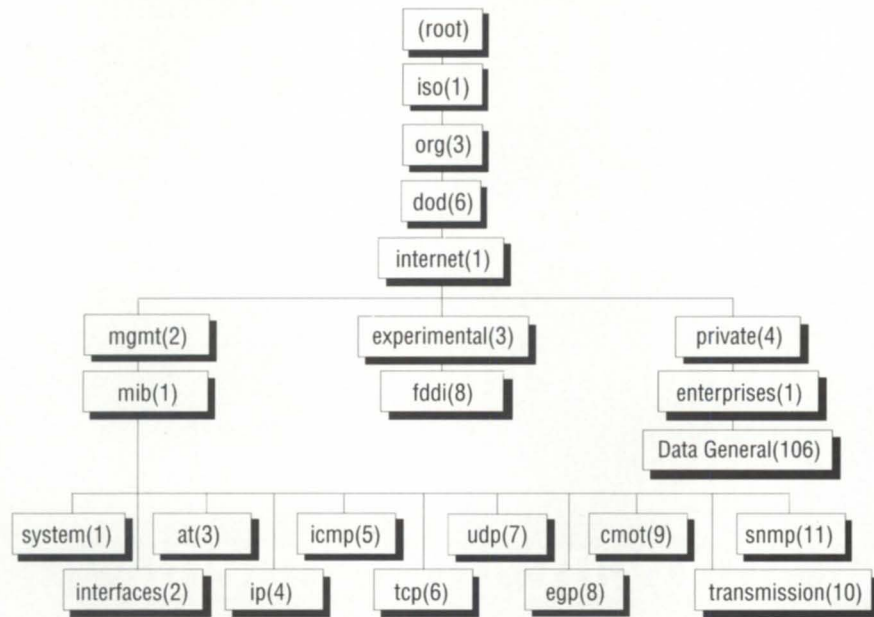 (root)
iso(1)
org(3)
dod(6)
internet(1)
mgmt(2)
experimental(3)
private(4)
mib(1)
fddi(8)
enterprises(1)
Data General(106)
system(1)
at(3)
icmp(5)
udp(7)
cmot(9)
snmp(11)
interfaces(2)
ip(4)
tcp(6)
egp(8)
transmission(10)